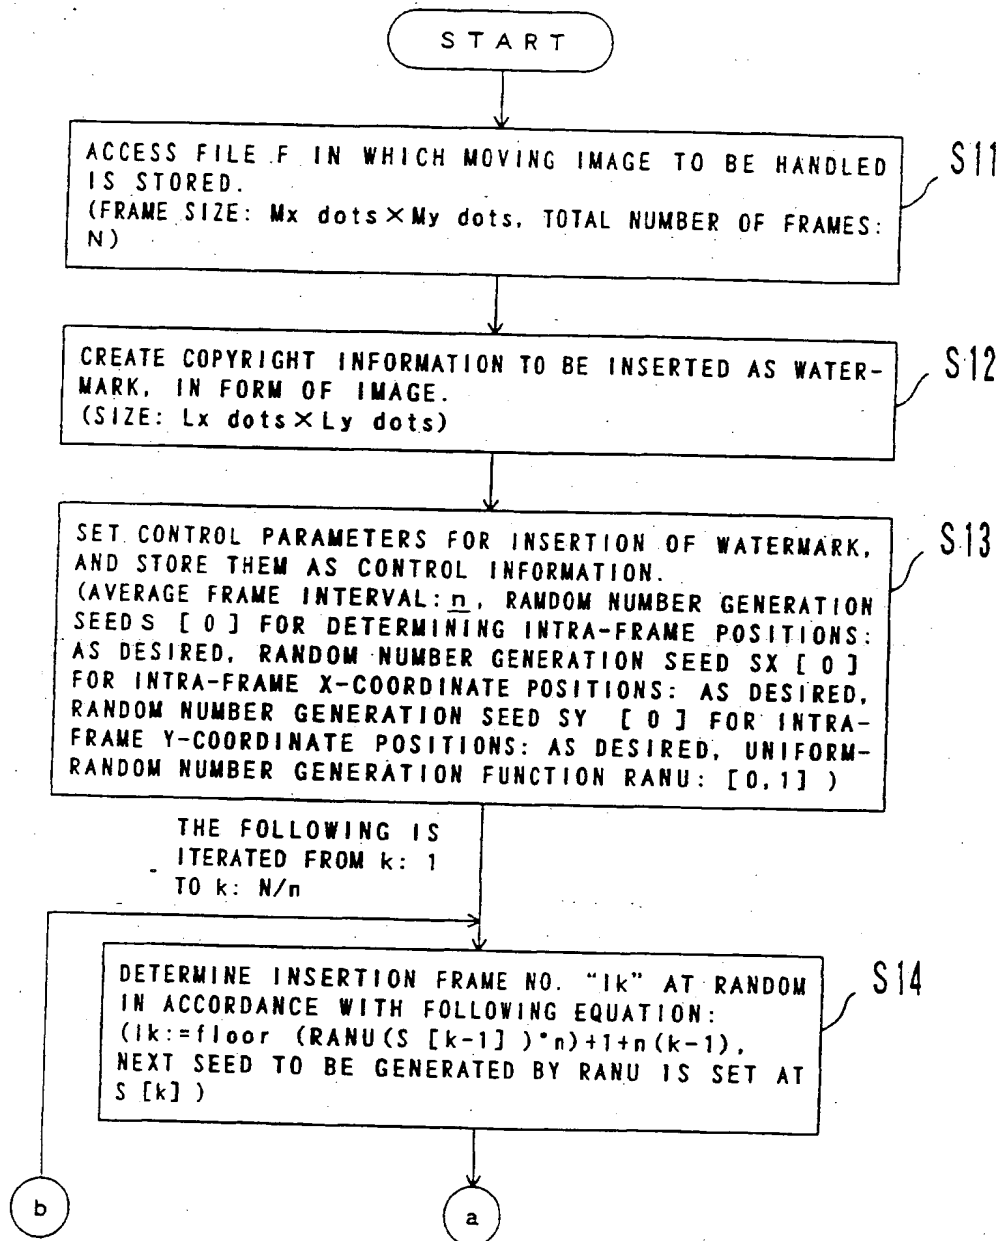 START
ACCESS FILE F IN WHICH MOVING IMAGE TO BE HANDLED
IS STORED.
(FRAME SIZE: Mx dots×My dots, TOTAL NUMBER OF FRAMES:
N)
S11
CREATE COPYRIGHT INFORMATION TO BE INSERTED AS WATER-
MARK, IN FORM OF IMAGE.
(SIZE: Lx dots×Ly dots)
S12
SET CONTROL PARAMETERS FOR INSERTION OF WATERMARK,
AND STORE THEM AS CONTROL INFORMATION.
(AVERAGE FRAME INTERVAL: n, RAMDOM NUMBER GENERATION
SEED S [0] FOR DETERMINING INTRA-FRAME POSITIONS:
AS DESIRED, RANDOM NUMBER GENERATION SEED SX [0]
FOR INTRA-FRAME X-COORDINATE POSITIONS: AS DESIRED,
RANDOM NUMBER GENERATION SEED SY [0] FOR INTRA-
FRAME Y-COORDINATE POSITIONS: AS DESIRED, UNIFORM-
RANDOM NUMBER GENERATION FUNCTION RANU: [0,1] )
S13
THE FOLLOWING IS
ITERATED FROM k: 1
TO k: N/n
DETERMINE INSERTION FRAME NO. "Ik" AT RANDOM
IN ACCORDANCE WITH FOLLOWING EQUATION:
(Ik:=floor (RANU(S [k-1] )*n)+1+n(k-1),
NEXT SEED TO BE GENERATED BY RANU IS SET AT
S [k] )
S14
b
a